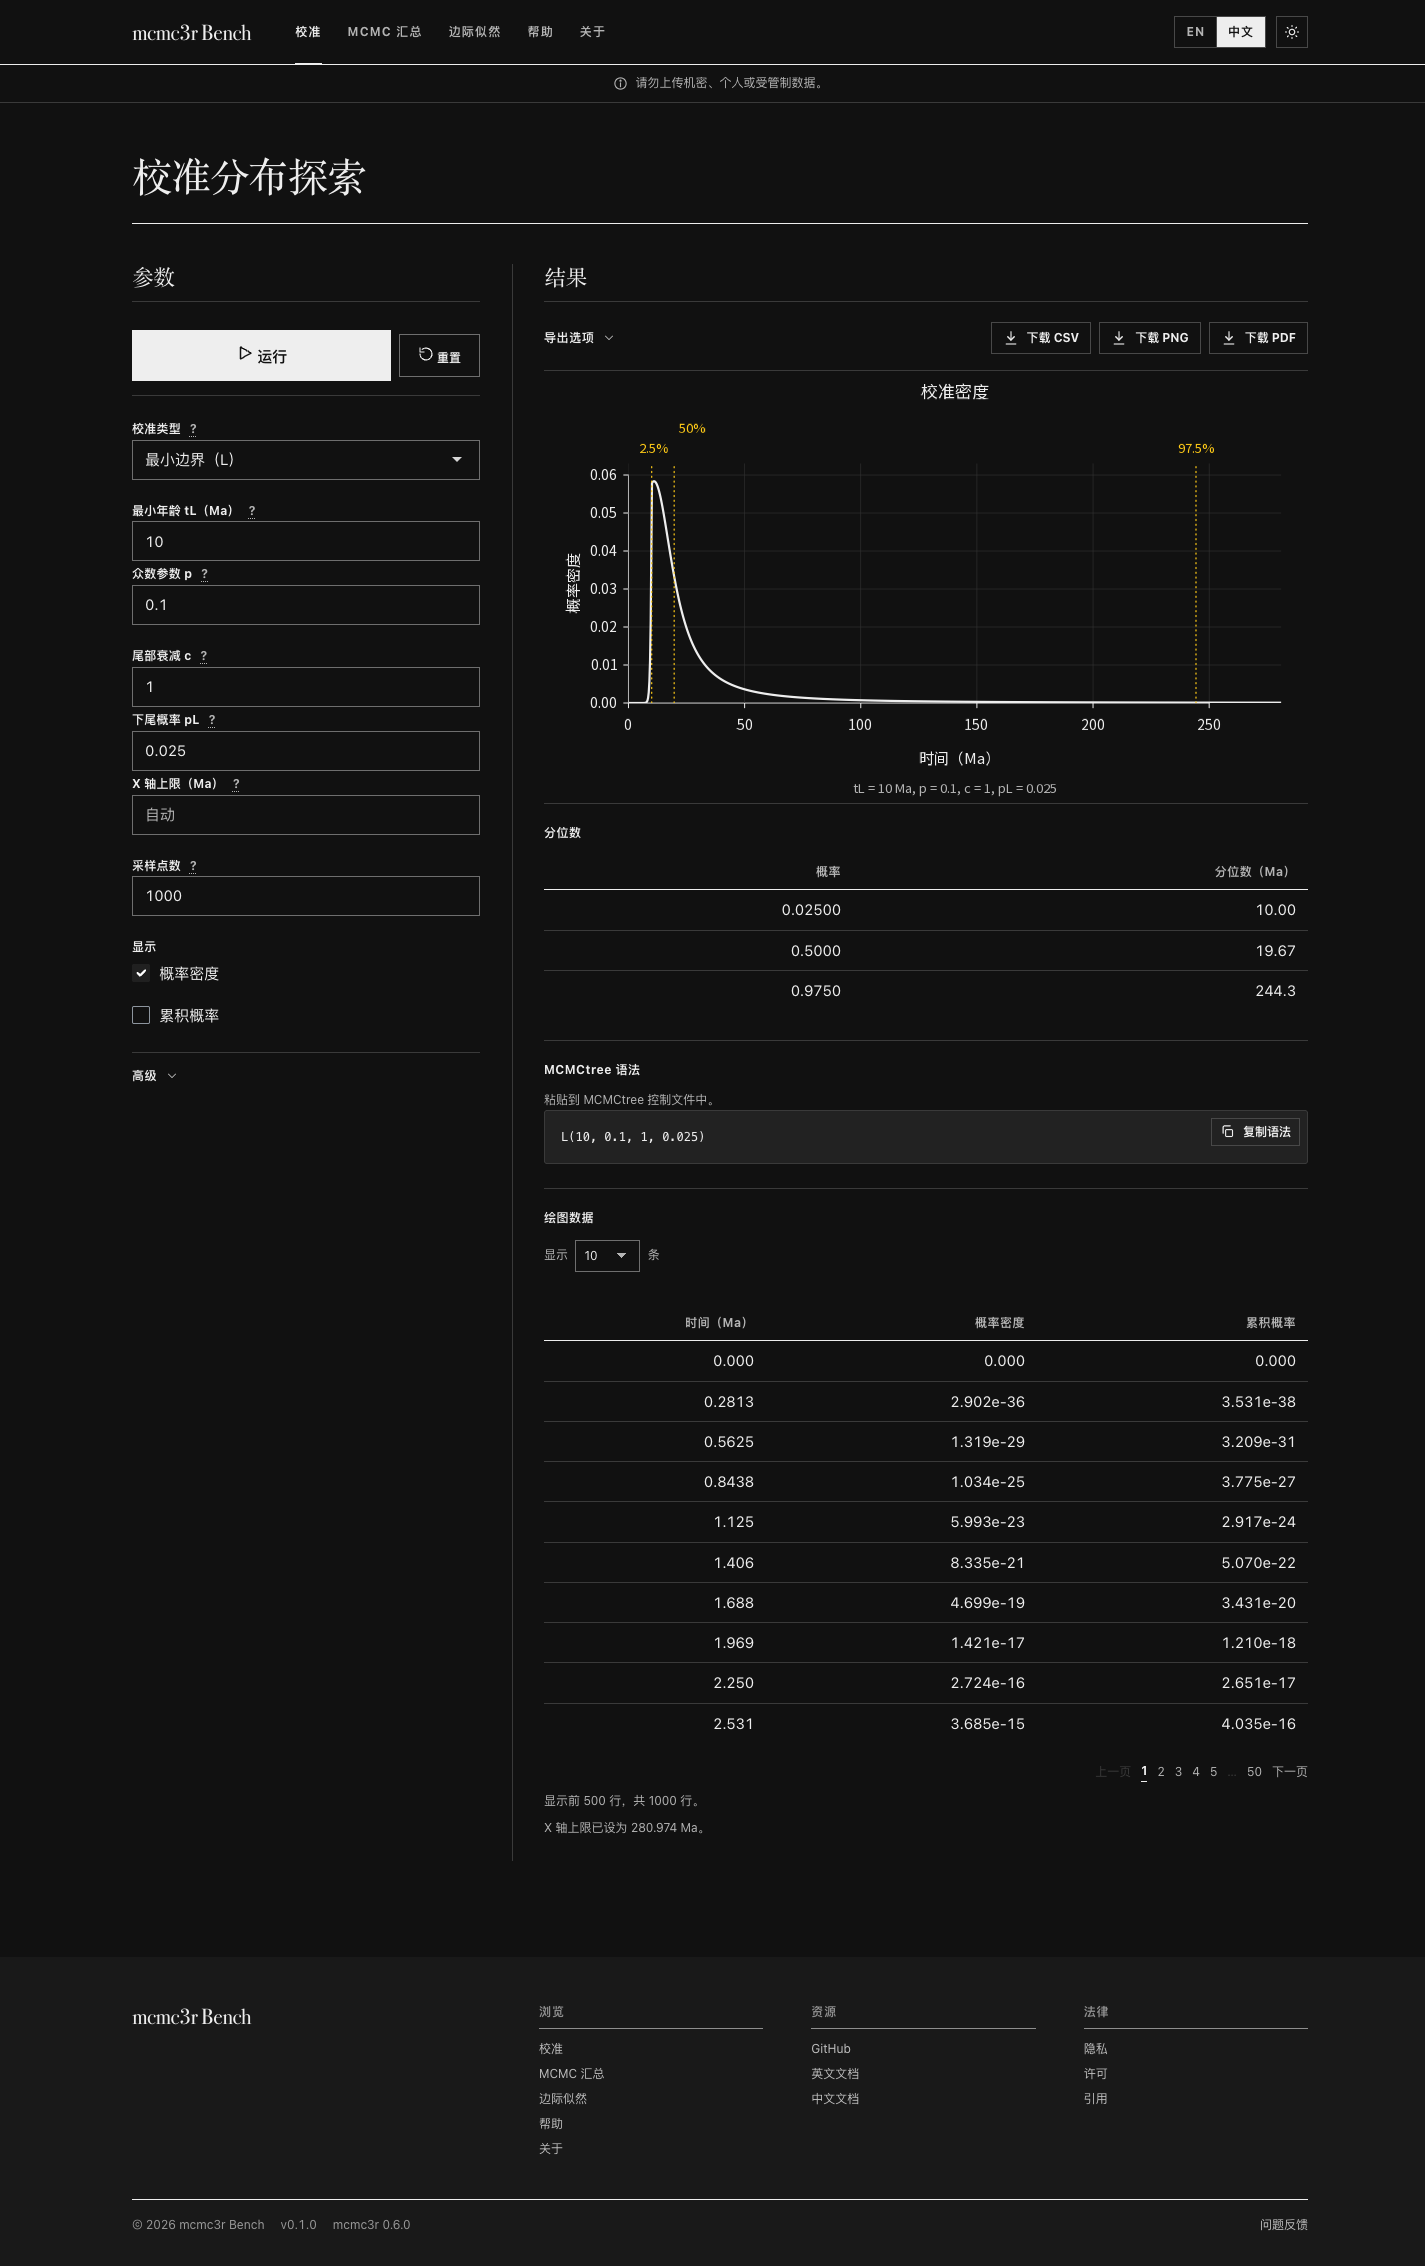 mcmc3r Bench 校准 MCMC 汇总 边际似然 帮助 关于 EN 中文
请勿上传机密、个人或受管制数据。
校准分布探索
参数
运行 重置
校准类型 ?
最小边界（L）
最小年龄 tL（Ma） ?
10
众数参数 p ?
0.1
尾部衰减 c ?
1
下尾概率 pL ?
0.025
X 轴上限（Ma） ?
自动
采样点数 ?
1000
显示
概率密度
累积概率
高级
结果
导出选项 下载 CSV 下载 PNG 下载 PDF
校准密度
50%
2.5% 97.5%
0.06
0.05
0.04
0.03
0.02
0.01
0.00
概率密度
0 50 100 150 200 250
时间（Ma）
tL = 10 Ma, p = 0.1, c = 1, pL = 0.025
分位数
概率 分位数（Ma）
0.02500 10.00
0.5000 19.67
0.9750 244.3
MCMCtree 语法
粘贴到 MCMCtree 控制文件中。
L(10, 0.1, 1, 0.025) 复制语法
绘图数据
显示 10 条
时间（Ma） 概率密度 累积概率
0.000 0.000 0.000
0.2813 2.902e-36 3.531e-38
0.5625 1.319e-29 3.209e-31
0.8438 1.034e-25 3.775e-27
1.125 5.993e-23 2.917e-24
1.406 8.335e-21 5.070e-22
1.688 4.699e-19 3.431e-20
1.969 1.421e-17 1.210e-18
2.250 2.724e-16 2.651e-17
2.531 3.685e-15 4.035e-16
上一页 1 2 3 4 5 … 50 下一页
显示前 500 行，共 1000 行。
X 轴上限已设为 280.974 Ma。
mcmc3r Bench
浏览
校准
MCMC 汇总
边际似然
帮助
关于
资源
GitHub
英文文档
中文文档
法律
隐私
许可
引用
© 2026 mcmc3r Bench v0.1.0 mcmc3r 0.6.0 问题反馈